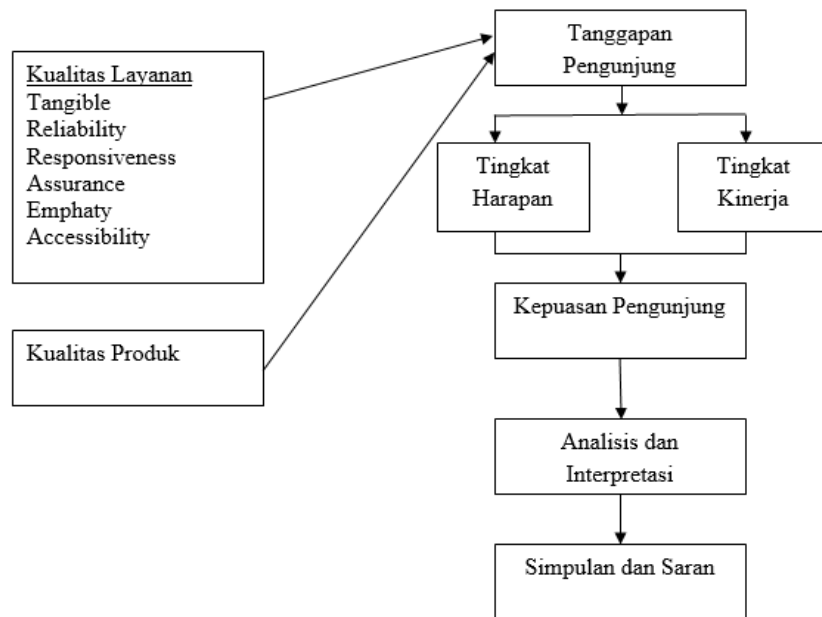 Kualitas Layanan
Tangible
Reliability
Responsiveness
Assurance
Emphaty
Accessibility
Kualitas Produk
Tanggapan
Pengunjung
Tingkat
Harapan
Tingkat
Kinerja
Kepuasan Pengunjung
Analisis dan
Interpretasi
Simpulan dan Saran